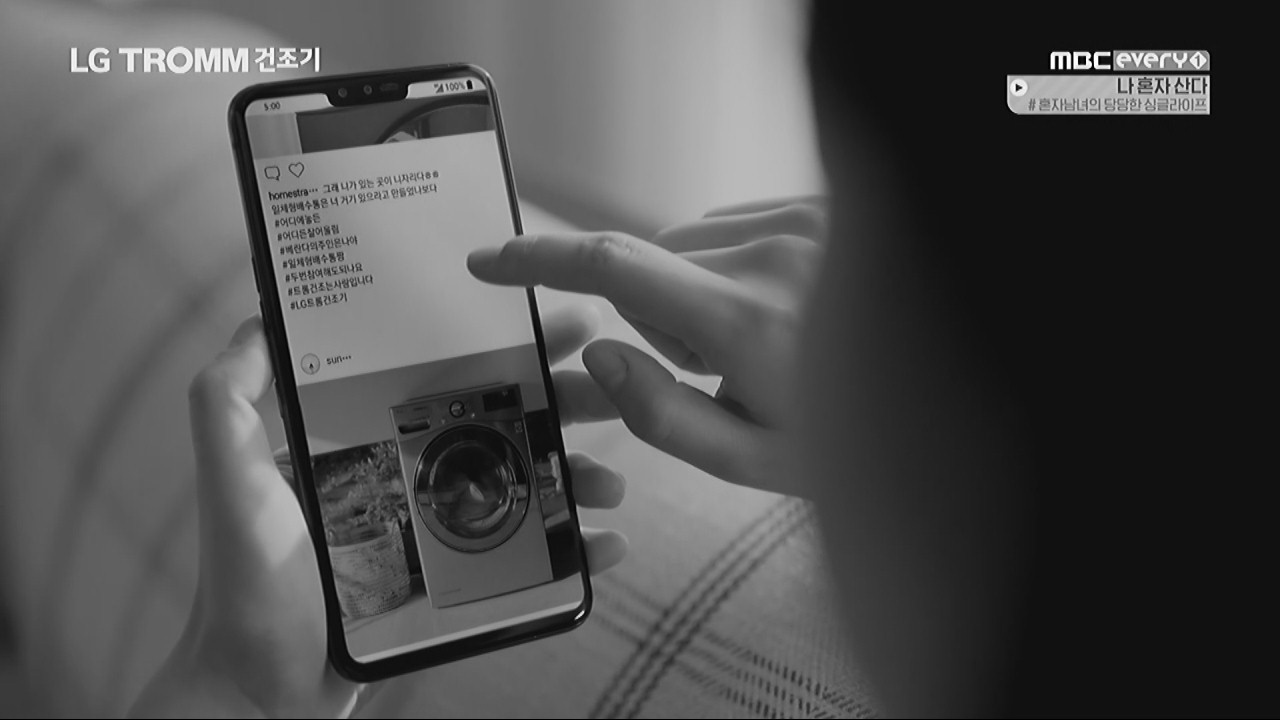 LG TROMM 건조기
MBC every1
나 혼자 산다
# 혼자남녀의 당당한 싱글라이프
5:00
100%
homestra··· 그래 니가 있는 곳이 니자리다ㅎㅎ
일체형배수통은 너 거기 있으라고 만들었나보다
#어디에놓든
#어디든잘어울림
#베란다의주인은나야
#일체형배수통짱
#두번참여해도되나요
#트롬건조는사랑입니다
#LG트롬건조기
sun···